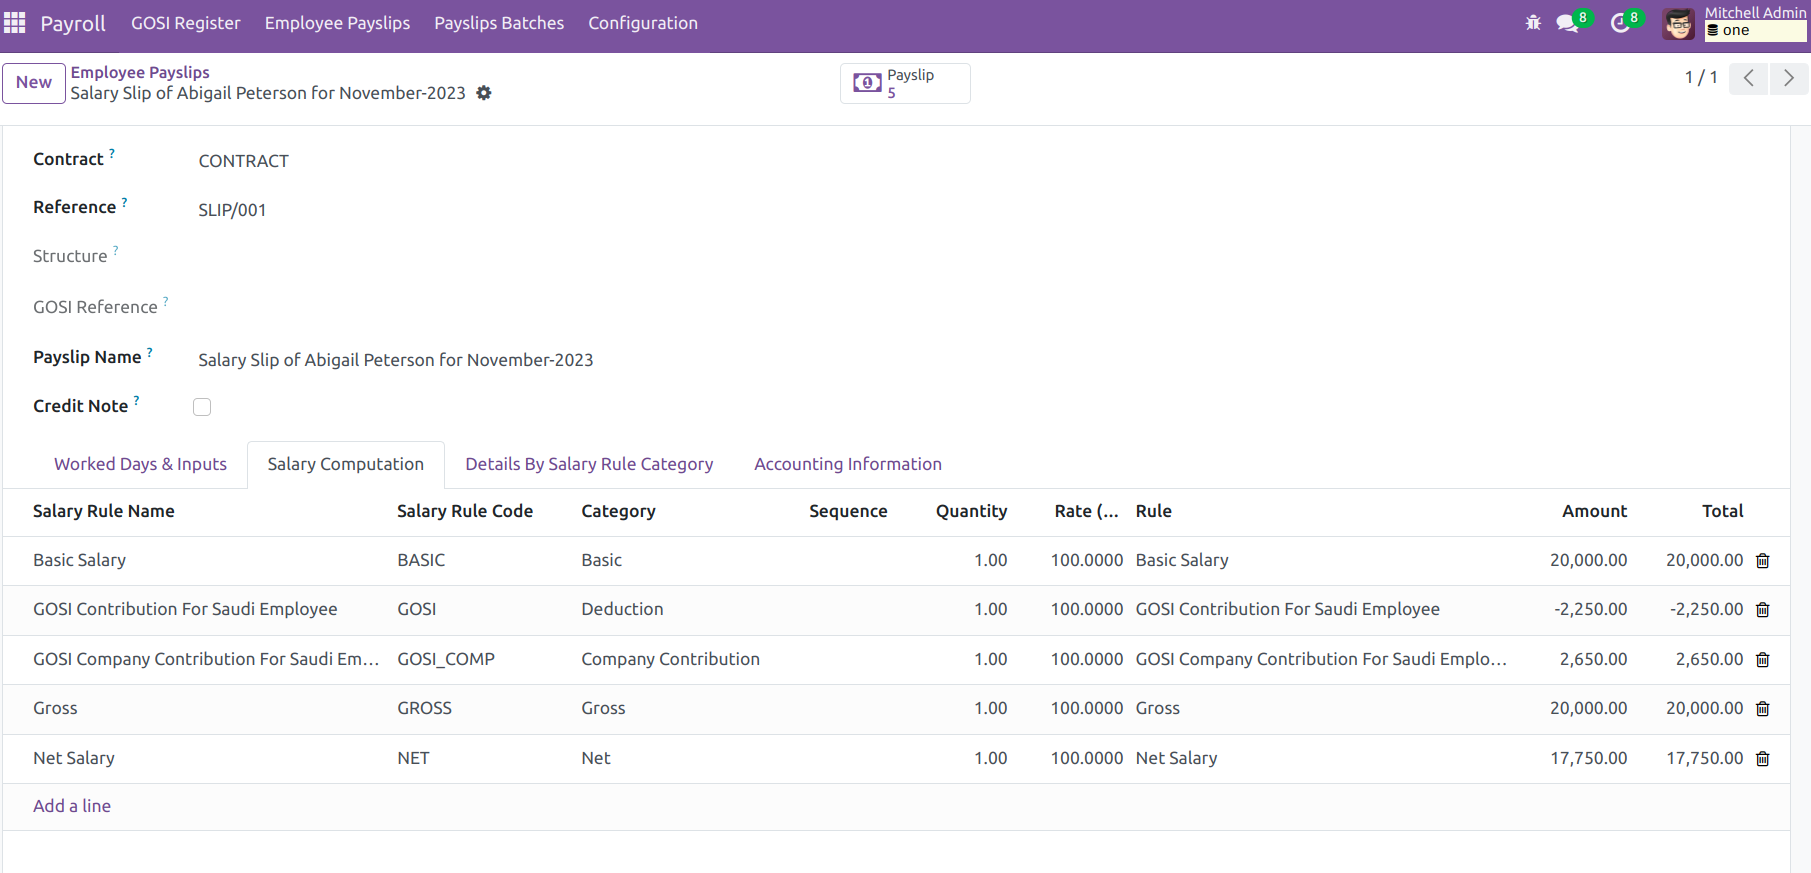 Payroll GOSI Register Employee Payslips Payslips Batches Configuration 8 8 Mitchell Admin
one
New Employee Payslips
Salary Slip of Abigail Peterson for November-2023
Payslip
5
1 / 1
Contract ? CONTRACT
Reference ? SLIP/001
Structure ?
GOSI Reference ?
Payslip Name ? Salary Slip of Abigail Peterson for November-2023
Credit Note ?
Worked Days & Inputs Salary Computation Details By Salary Rule Category Accounting Information
Salary Rule Name Salary Rule Code Category Sequence Quantity Rate (... Rule Amount Total
Basic Salary BASIC Basic 1.00 100.0000 Basic Salary 20,000.00 20,000.00
GOSI Contribution For Saudi Employee GOSI Deduction 1.00 100.0000 GOSI Contribution For Saudi Employee -2,250.00 -2,250.00
GOSI Company Contribution For Saudi Em... GOSI_COMP Company Contribution 1.00 100.0000 GOSI Company Contribution For Saudi Emplo... 2,650.00 2,650.00
Gross GROSS Gross 1.00 100.0000 Gross 20,000.00 20,000.00
Net Salary NET Net 1.00 100.0000 Net Salary 17,750.00 17,750.00
Add a line